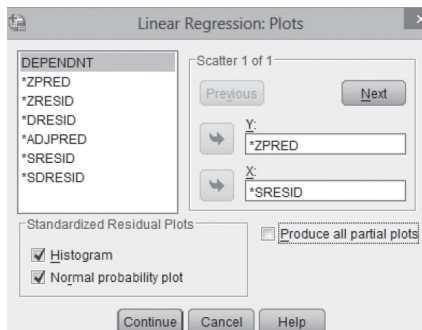 Linear Regression: Plots
DEPENDNT
*ZPRED
*ZRESID
*DRESID
*ADJPRED
*SRESID
*SDRESID
Scatter 1 of 1
Previous
Next
Y:
*ZPRED
X:
*SRESID
Standardized Residual Plots
Histogram
Normal probability plot
Produce all partial plots
Continue
Cancel
Help